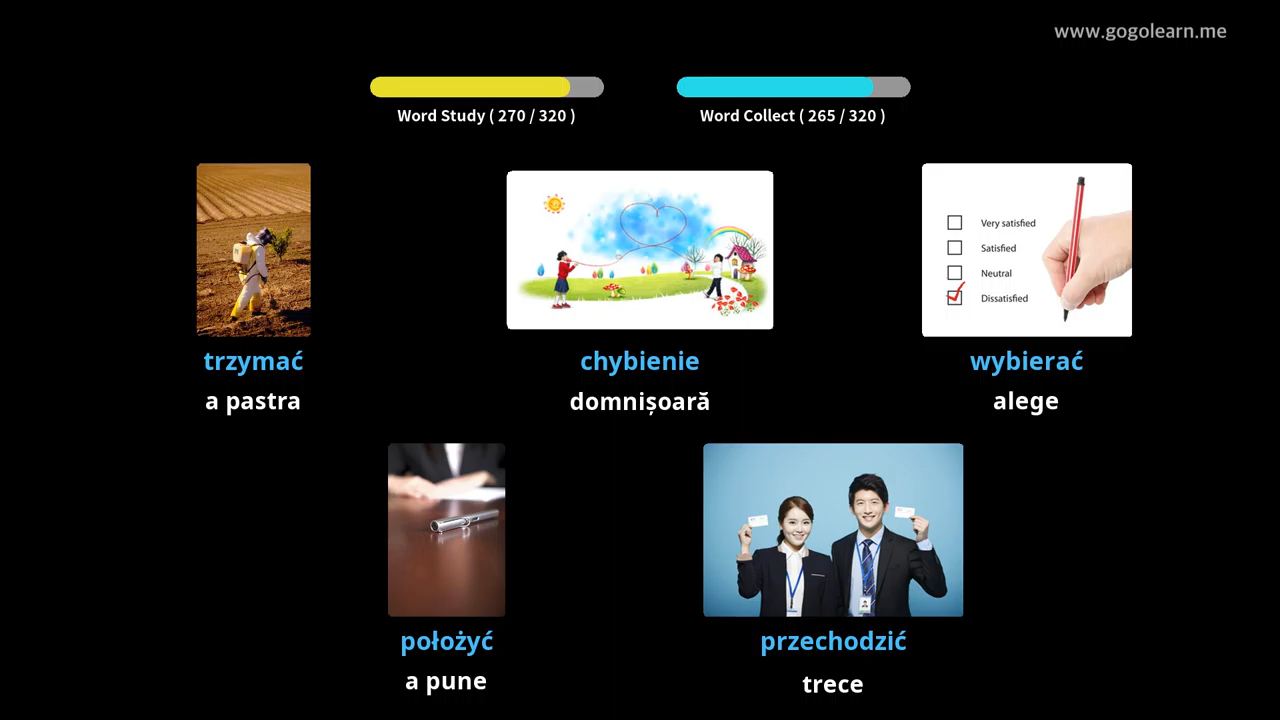 www.gogolearn.me
Word Study ( 270 / 320 )
Word Collect ( 265 / 320 )
Very satisfied
Satisfied
Neutral
Dissatisfied
trzymać
a pastra
chybienie
domnișoară
wybierać
alege
położyć
a pune
przechodzić
trece